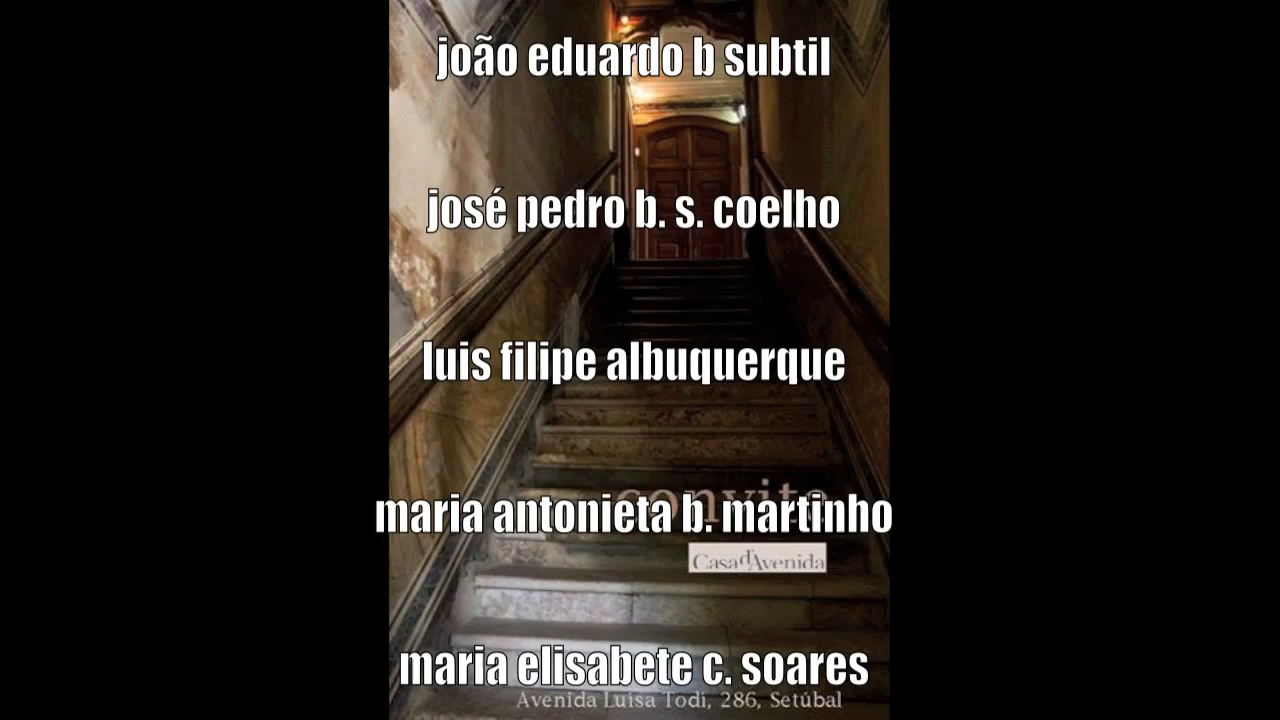 joão eduardo b subtil
josé pedro b. s. coelho
luis filipe albuquerque
convite
maria antonieta b. martinho
Casa d'Avenida
maria elisabete c. soares
Avenida Luísa Todi, 286, Setúbal